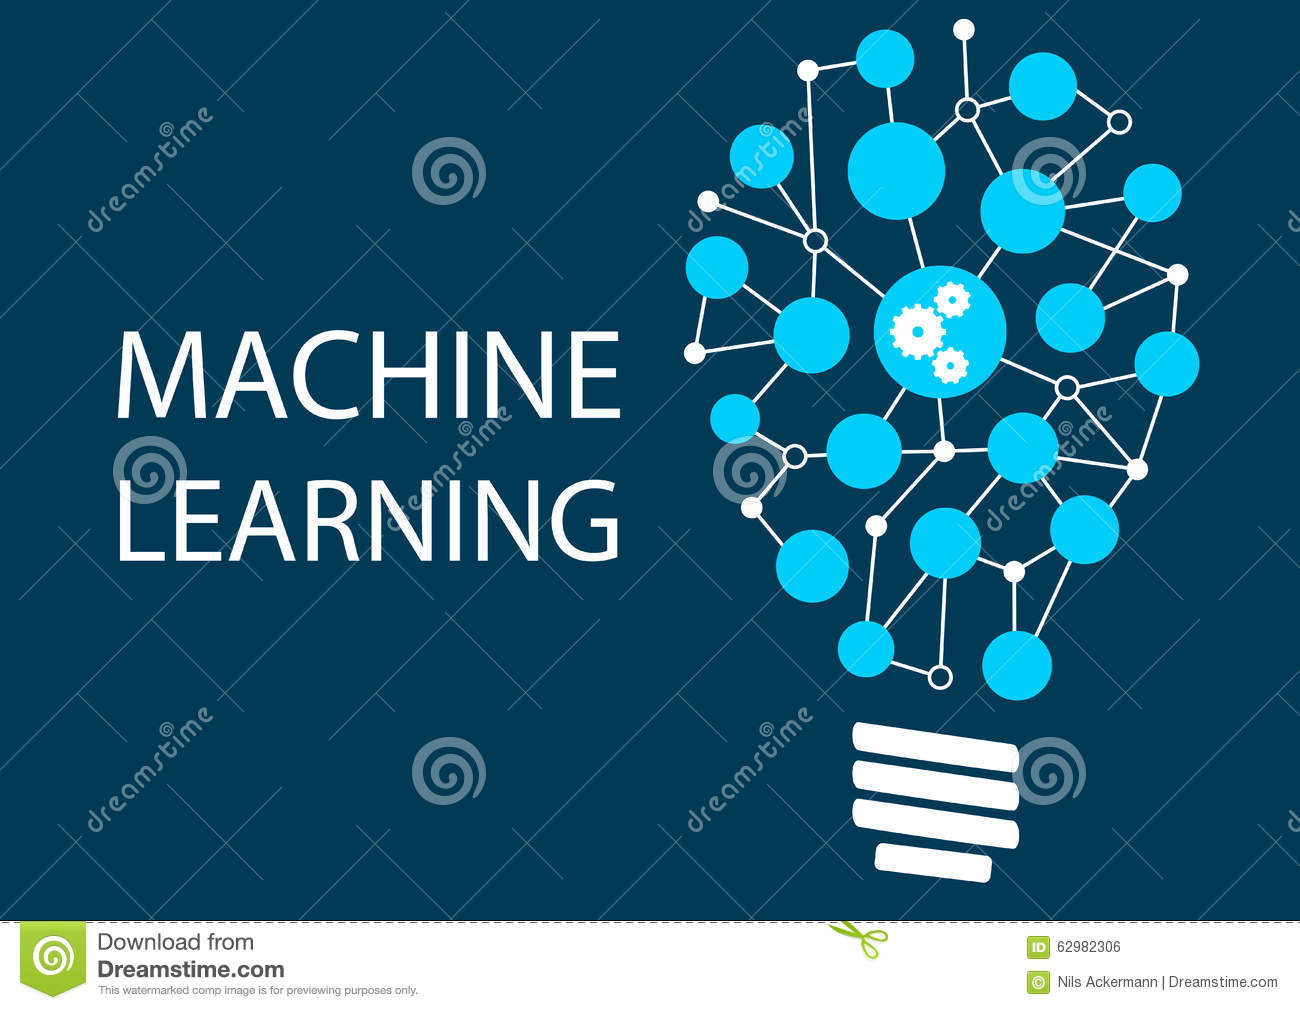 MACHINE
LEARNING
dreamstime
dreamstime
dreamstime
dreamstime
dreamstime
dreamstime
Download from
Dreamstime.com
This watermarked comp image is for previewing purposes only.
ID 62982306
© Nils Ackermann | Dreamstime.com